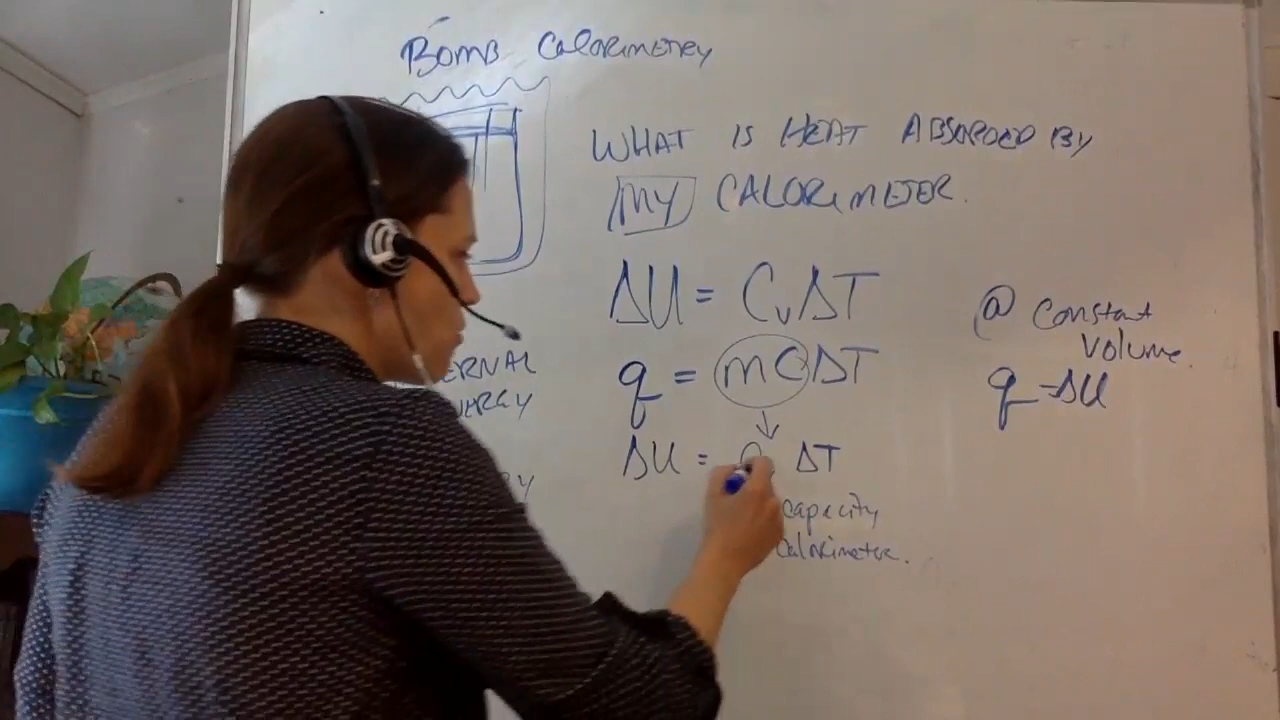 Bomb Calorimetry
WHAT IS HEAT ABSORBED BY
MY CALORIMETER.
ΔU = CvΔT
@ Constant
Volume.
q = mCΔT
q = ΔU
ΔU = C ΔT
capacity
calorimeter.